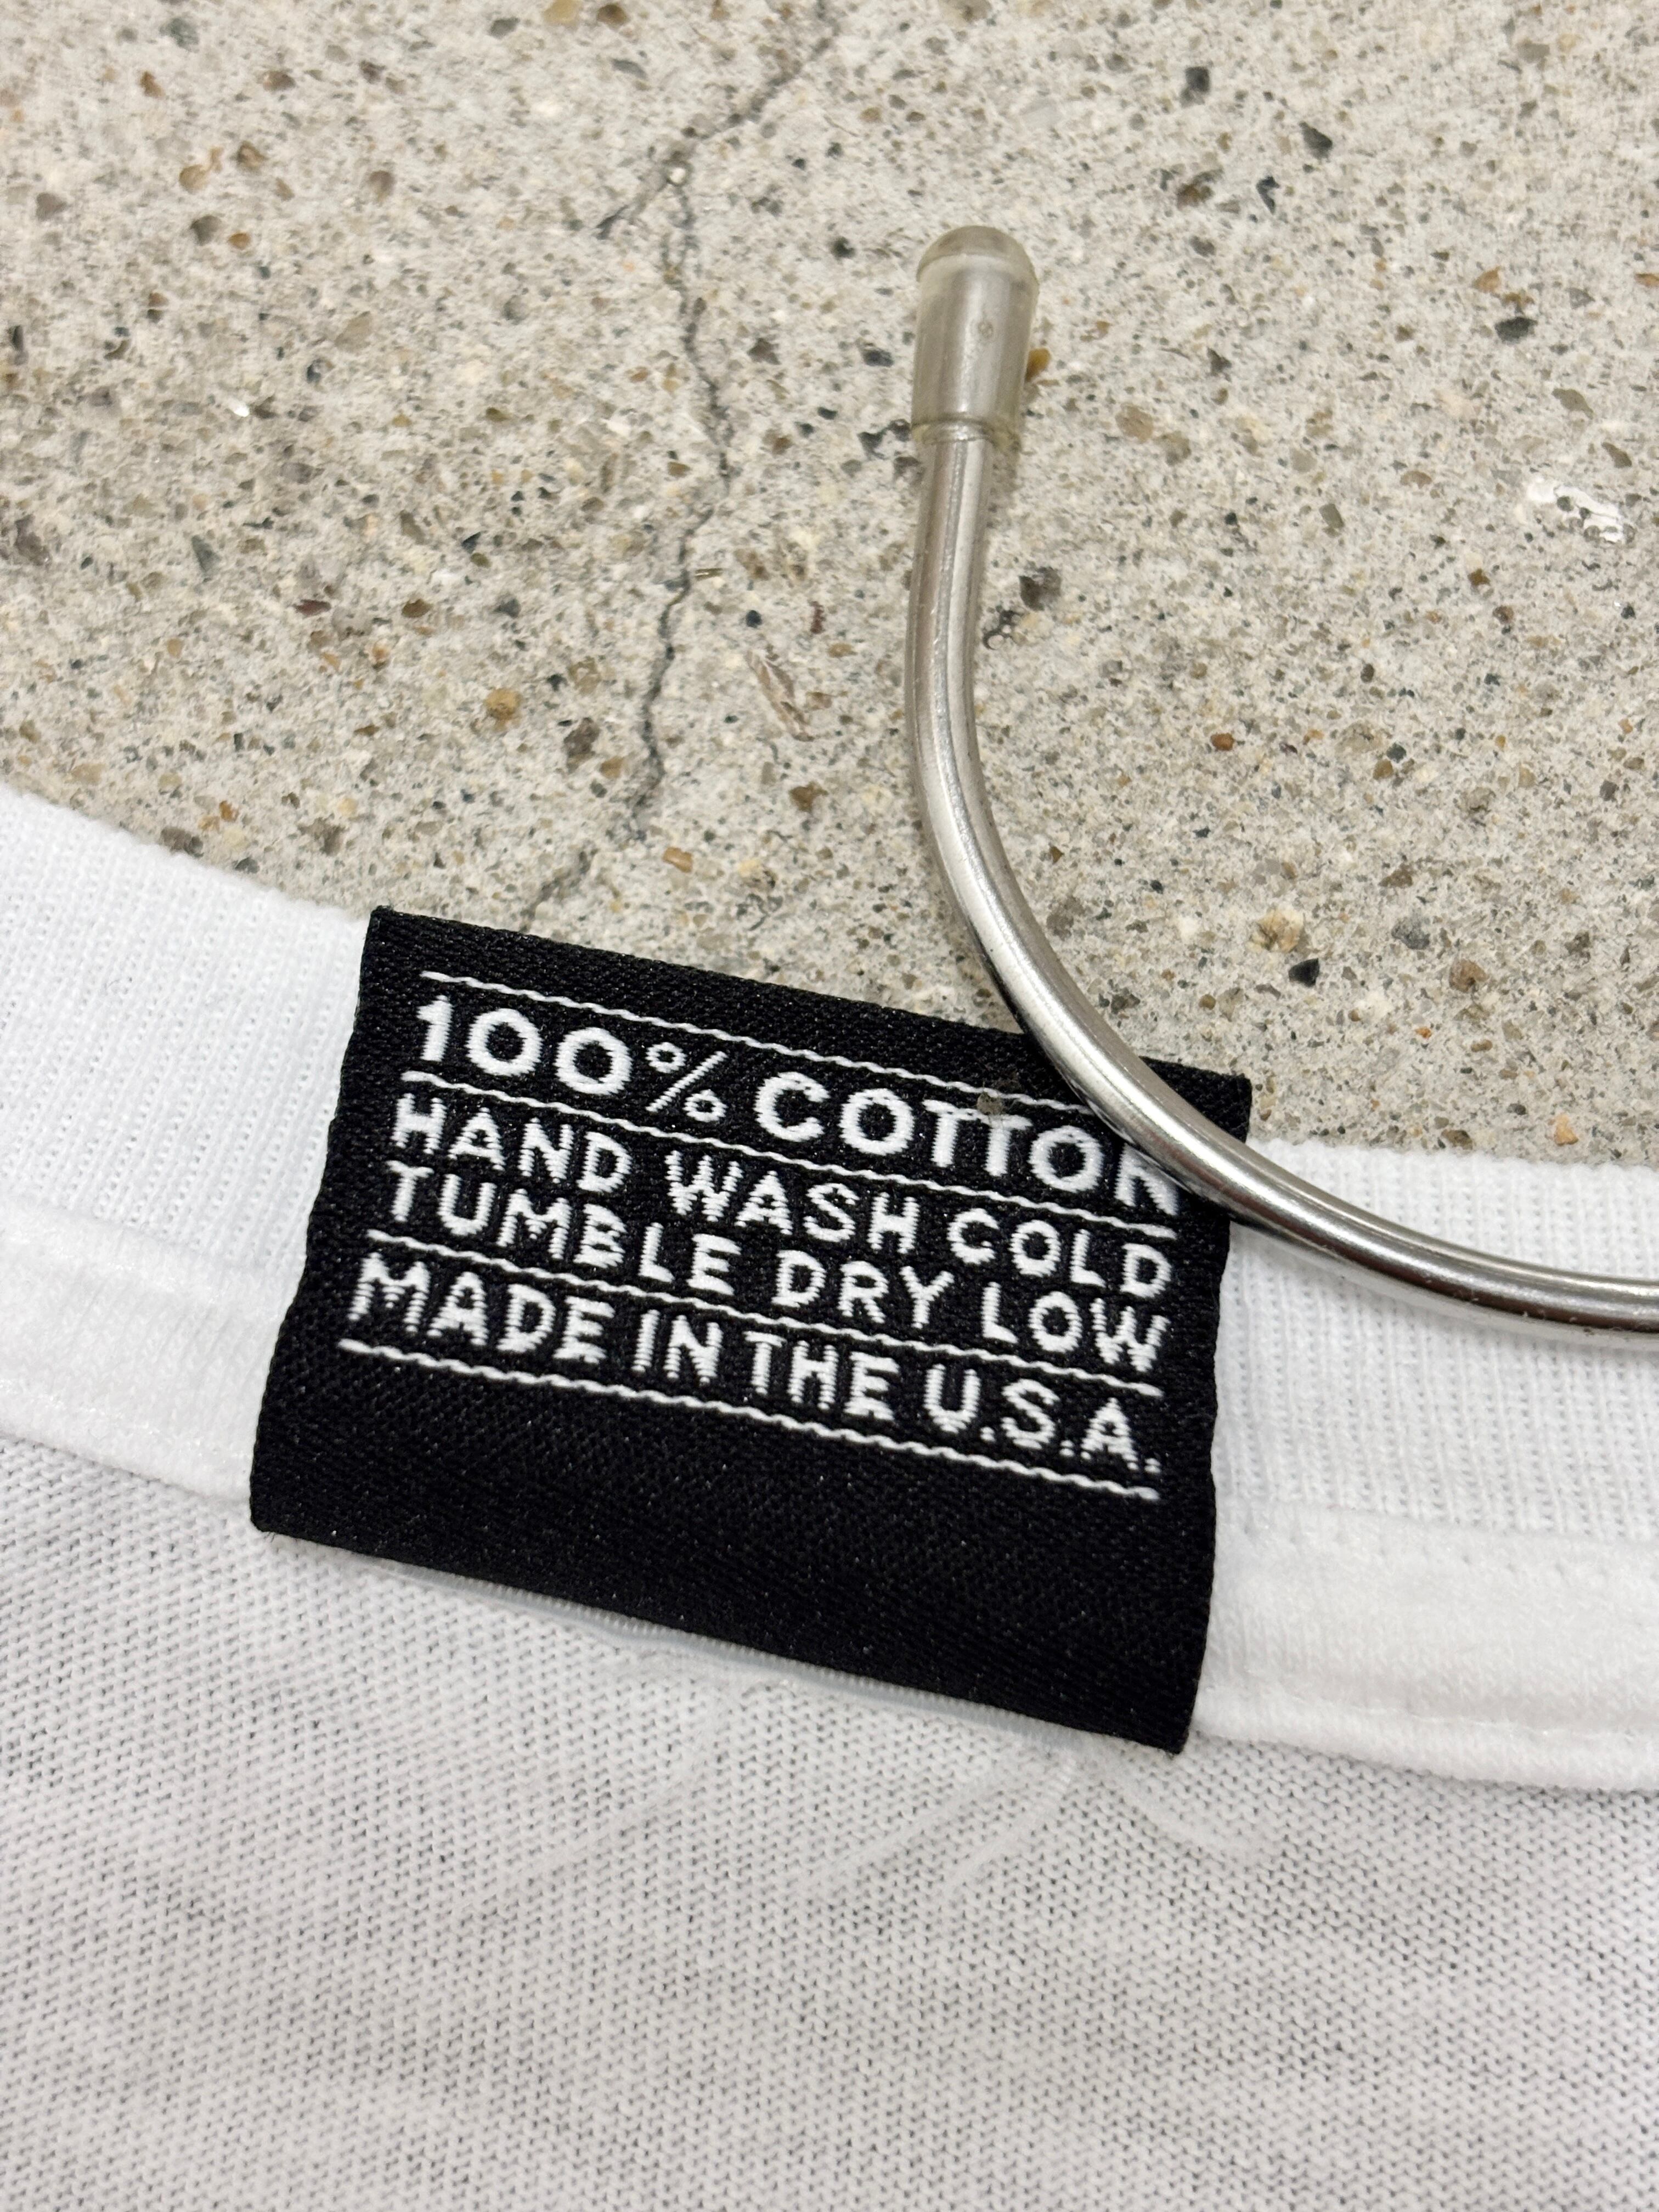 100% COTTON
HAND WASH COLD
TUMBLE DRY LOW
MADE IN THE U.S.A.